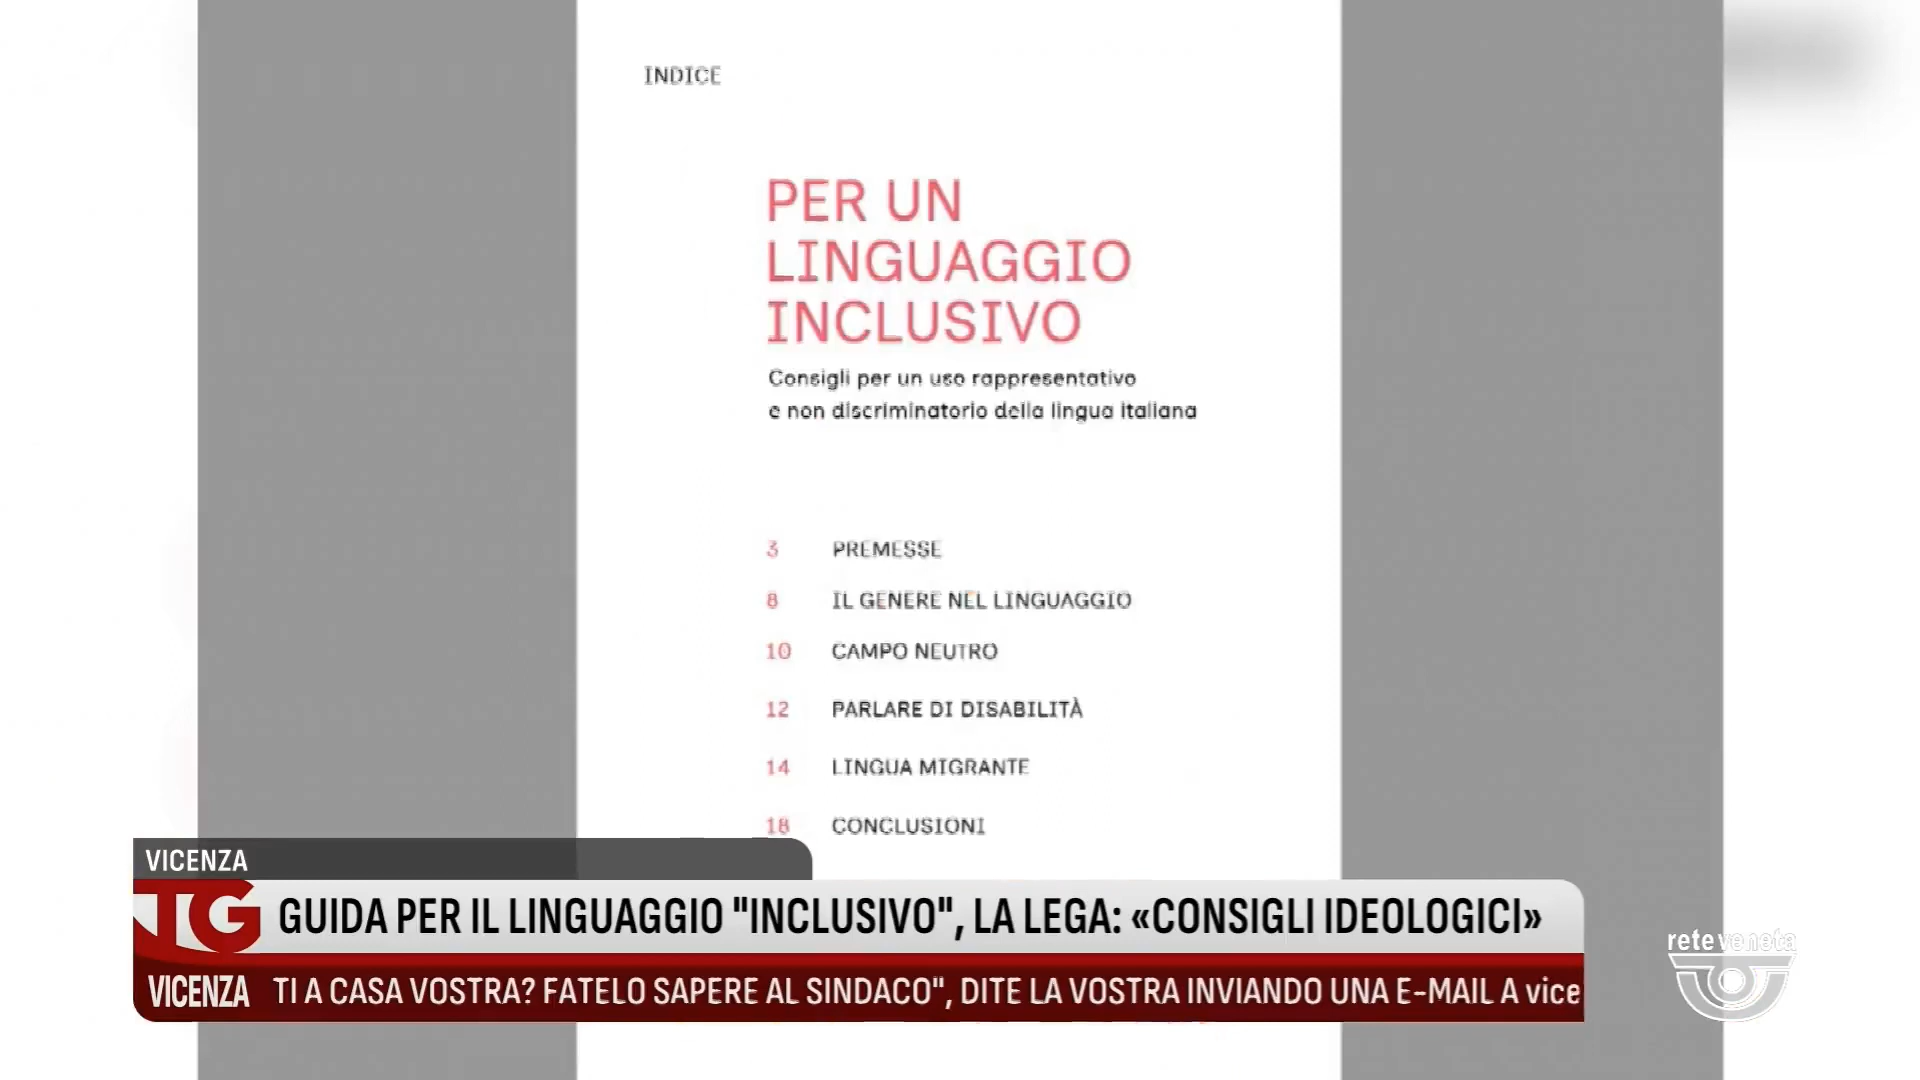 INDICE
PER UN
LINGUAGGIO
INCLUSIVO
Consigli per un uso rappresentativo
e non discriminatorio della lingua italiana
3 PREMESSE
8 IL GENERE NEL LINGUAGGIO
10 CAMPO NEUTRO
12 PARLARE DI DISABILITÀ
14 LINGUA MIGRANTE
18 CONCLUSIONI
VICENZA
TG GUIDA PER IL LINGUAGGIO "INCLUSIVO", LA LEGA: «CONSIGLI IDEOLOGICI»
VICENZA TI A CASA VOSTRA? FATELO SAPERE AL SINDACO", DITE LA VOSTRA INVIANDO UNA E-MAIL A vice
rete veneta